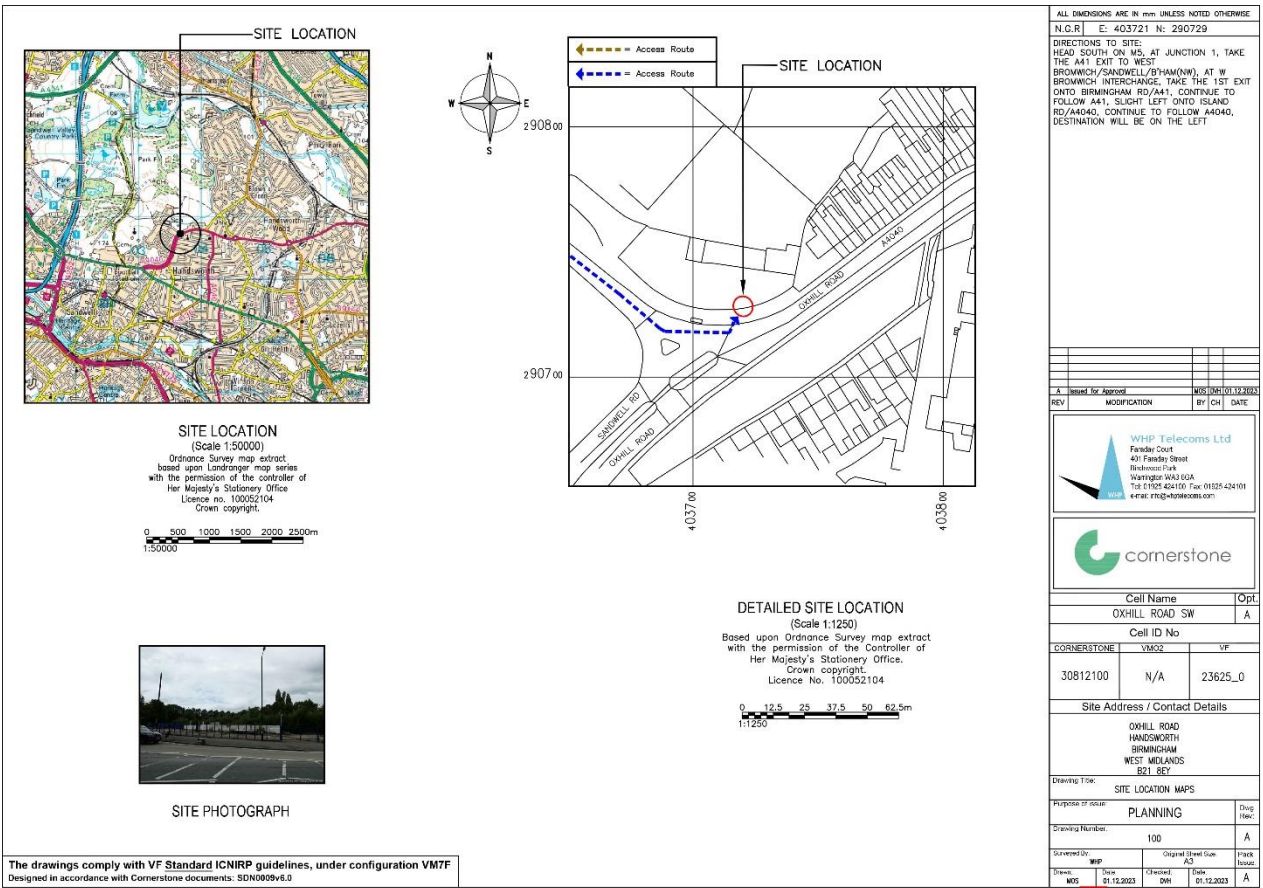 SITE LOCATION
SITE LOCATION
(Scale 1:50000)
Ordnance Survey map extract
based upon Landranger map series
with the permission of the controller of
Her Majesty's Stationery Office
Licence no. 100052104
Crown copyright.
0 500 1000 1500 2000 2500m
1:50000
SITE PHOTOGRAPH
N
W E
S
= Access Route
= Access Route
SITE LOCATION
290800
290700
403700
403800
A4040
OXHILL ROAD
SANDWELL RD
OXHILL ROAD
DETAILED SITE LOCATION
(Scale 1:1250)
Based upon Ordnance Survey map extract
with the permission of the Controller of
Her Majesty's Stationery Office.
Crown copyright.
Licence No. 100052104
0 12.5 25 37.5 50 62.5m
1:1250
The drawings comply with VF Standard ICNIRP guidelines, under configuration VM7F
Designed in accordance with Cornerstone documents: SDN0009v6.0
ALL DIMENSIONS ARE IN mm UNLESS NOTED OTHERWISE
N.G.R E: 403721 N: 290729
DIRECTIONS TO SITE:
HEAD SOUTH ON M5, AT JUNCTION 1, TAKE
THE A41 EXIT TO WEST
BROMWICH/SANDWELL/B'HAM(NW), AT W
BROMWICH INTERCHANGE, TAKE THE 1ST EXIT
ONTO BIRMINGHAM RD/A41, CONTINUE TO
FOLLOW A41, SLIGHT LEFT ONTO ISLAND
RD/A4040, CONTINUE TO FOLLOW A4040,
DESTINATION WILL BE ON THE LEFT
A Issued for Approval MOS DVH 01.12.2023
REV MODIFICATION BY CH DATE
WHP Telecoms Ltd
Faraday Court
401 Faraday Street
Birchwood Park
Warrington WA3 6GA
Tel: 01925 424100 Fax: 01925 424101
e-mail: info@whptelecoms.com
WHP
cornerstone
Cell Name Opt.
OXHILL ROAD SW A
Cell ID No
CORNERSTONE VMO2 VF
30812100 N/A 23625_0
Site Address / Contact Details
OXHILL ROAD
HANDSWORTH
BIRMINGHAM
WEST MIDLANDS
B21 8EY
Drawing Title:
SITE LOCATION MAPS
Purpose of issue:
PLANNING
Dwg
Rev:
Drawing Number:
100 A
Surveyed By: Original Sheet Size: Pack
WHP A3 Issue:
Drawn: Date: Checked: Date:
MOS 01.12.2023 DVH 01.12.2023 A